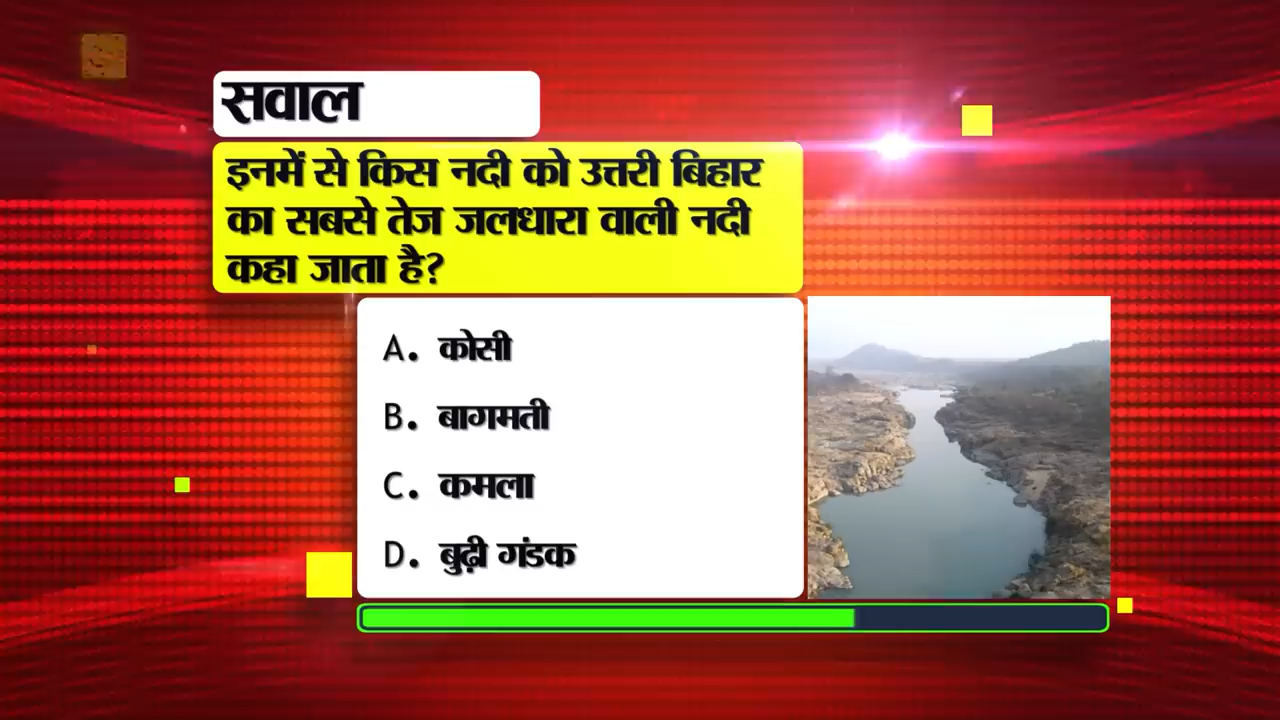 सवाल
इनमें से किस नदी को उत्तरी बिहार
का सबसे तेज जलधारा वाली नदी
कहा जाता है?
A. कोसी
B. बागमती
C. कमला
D. बुढ़ी गंडक